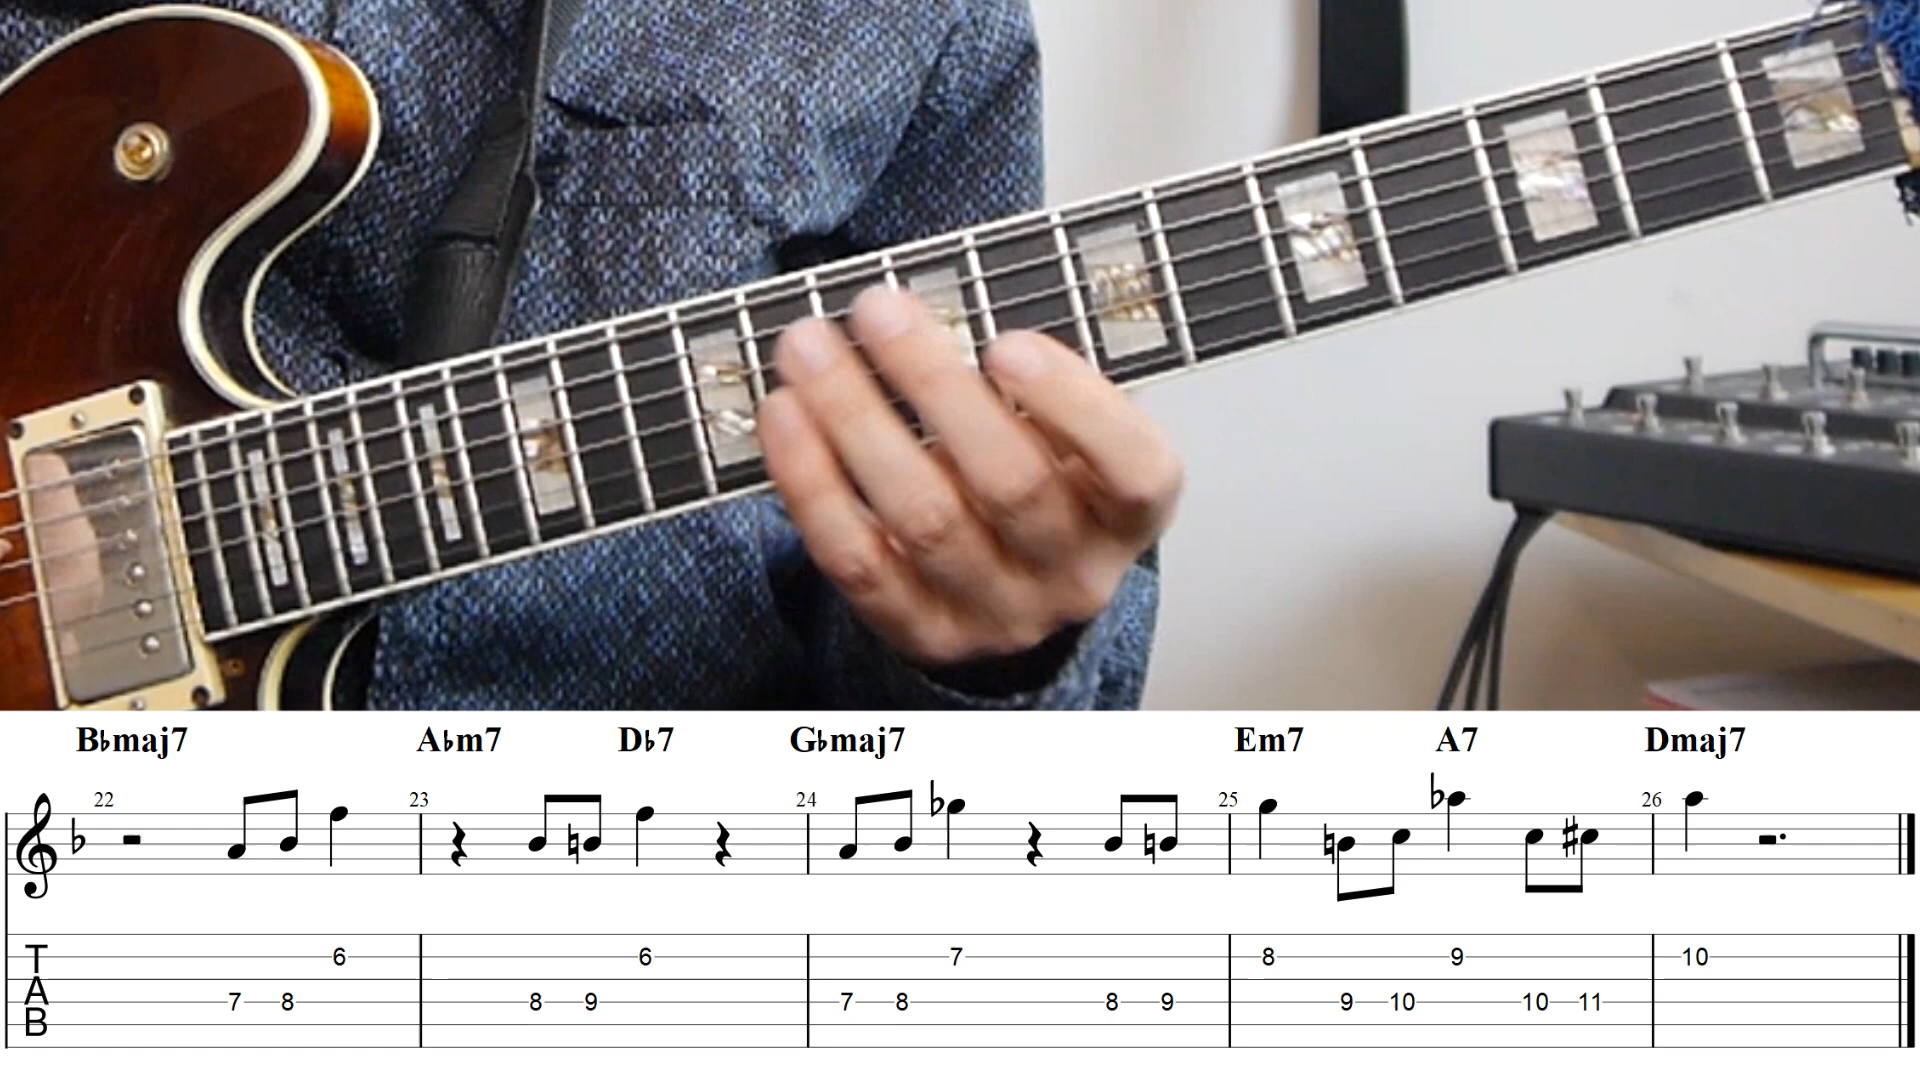 B♭maj7 A♭m7 D♭7 G♭maj7 Em7 A7 Dmaj7
22 23 24 25 26
T 6 6 7 8 9 10
A 7 8 8 9 7 8 8 9 9 10 10 11
B